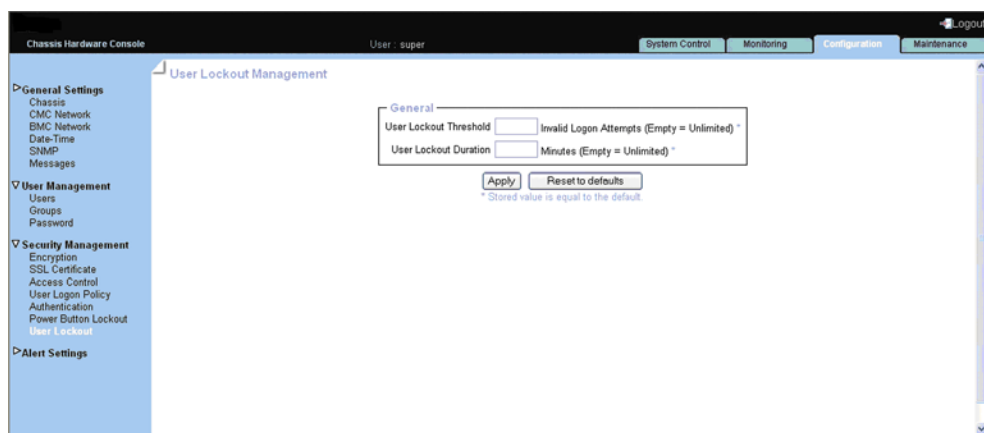 Logout
Chassis Hardware Console
User : super
System Control
Monitoring
Configuration
Maintenance
General Settings
Chassis
CMC Network
BMC Network
Date-Time
SNMP
Messages
User Management
Users
Groups
Password
Security Management
Encryption
SSL Certificate
Access Control
User Logon Policy
Authentication
Power Button Lockout
User Lockout
Alert Settings
User Lockout Management
General
User Lockout Threshold Invalid Logon Attempts (Empty = Unlimited) *
User Lockout Duration Minutes (Empty = Unlimited) *
Apply Reset to defaults
* Stored value is equal to the default.